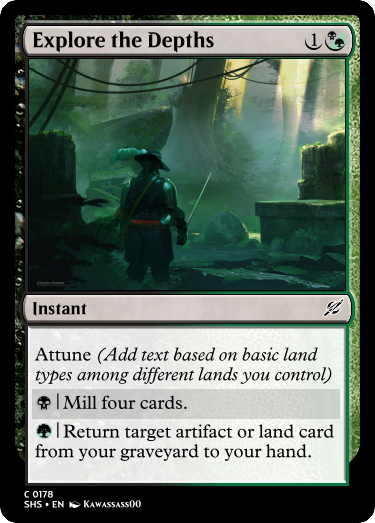 Explore the Depths 1
Instant
Attune (Add text based on basic land
types among different lands you control)
| Mill four cards.
| Return target artifact or land card
from your graveyard to your hand.
C 0178
SHS • EN Kawassass00